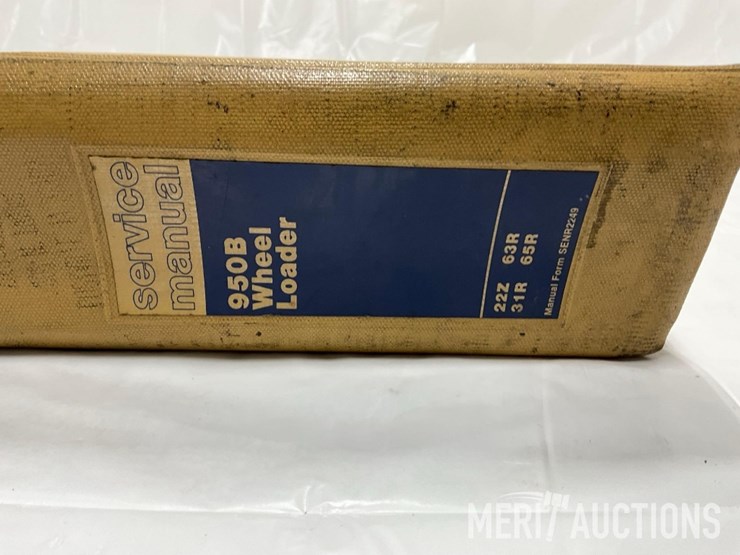 service
manual
950B
Wheel
Loader
22Z 63R
31R 65R
Manual Form SENR2249
MERIT AUCTIONS